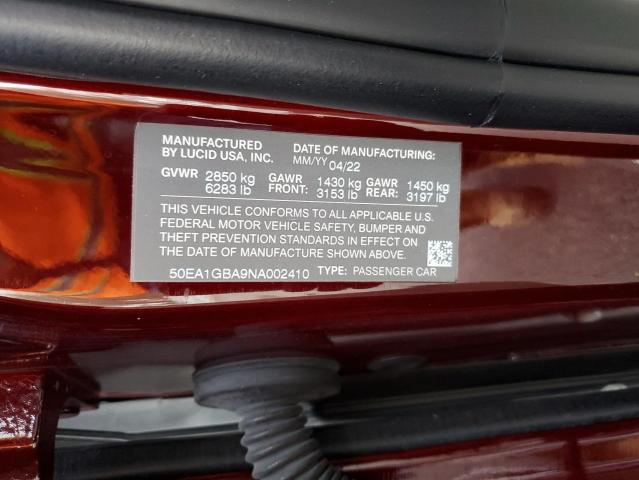 MANUFACTURED BY LUCID USA, INC. DATE OF MANUFACTURING: MM/YY 04/22
GVWR 2850 kg GAWR 1430 kg GAWR 1450 kg
6283 lb FRONT: 3153 lb REAR: 3197 lb
THIS VEHICLE CONFORMS TO ALL APPLICABLE U.S.
FEDERAL MOTOR VEHICLE SAFETY, BUMPER AND
THEFT PREVENTION STANDARDS IN EFFECT ON
THE DATE OF MANUFACTURE SHOWN ABOVE.
50EA1GBA9NA002410 TYPE: PASSENGER CAR